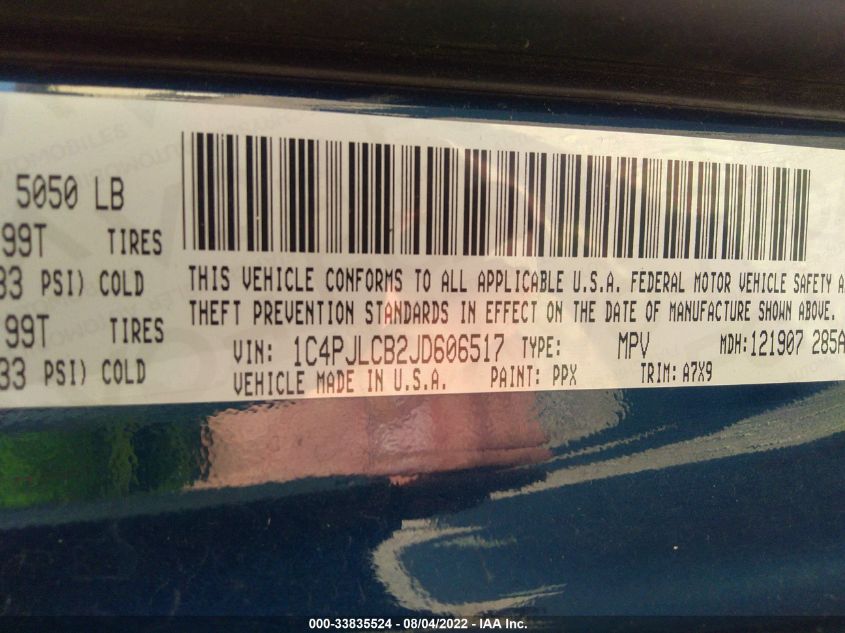 5050 LB
99T TIRES
33 PSI) COLD
99T TIRES
33 PSI) COLD
THIS VEHICLE CONFORMS TO ALL APPLICABLE U.S.A. FEDERAL MOTOR VEHICLE SAFETY A
THEFT PREVENTION STANDARDS IN EFFECT ON THE DATE OF MANUFACTURE SHOWN ABOVE.
VIN: 1C4PJLCB2JD606517 TYPE: MPV MDH: 121907 285A
VEHICLE MADE IN U.S.A. PAINT: PPX TRIM: A7X9
000-33835524 - 08/04/2022 - IAA Inc.